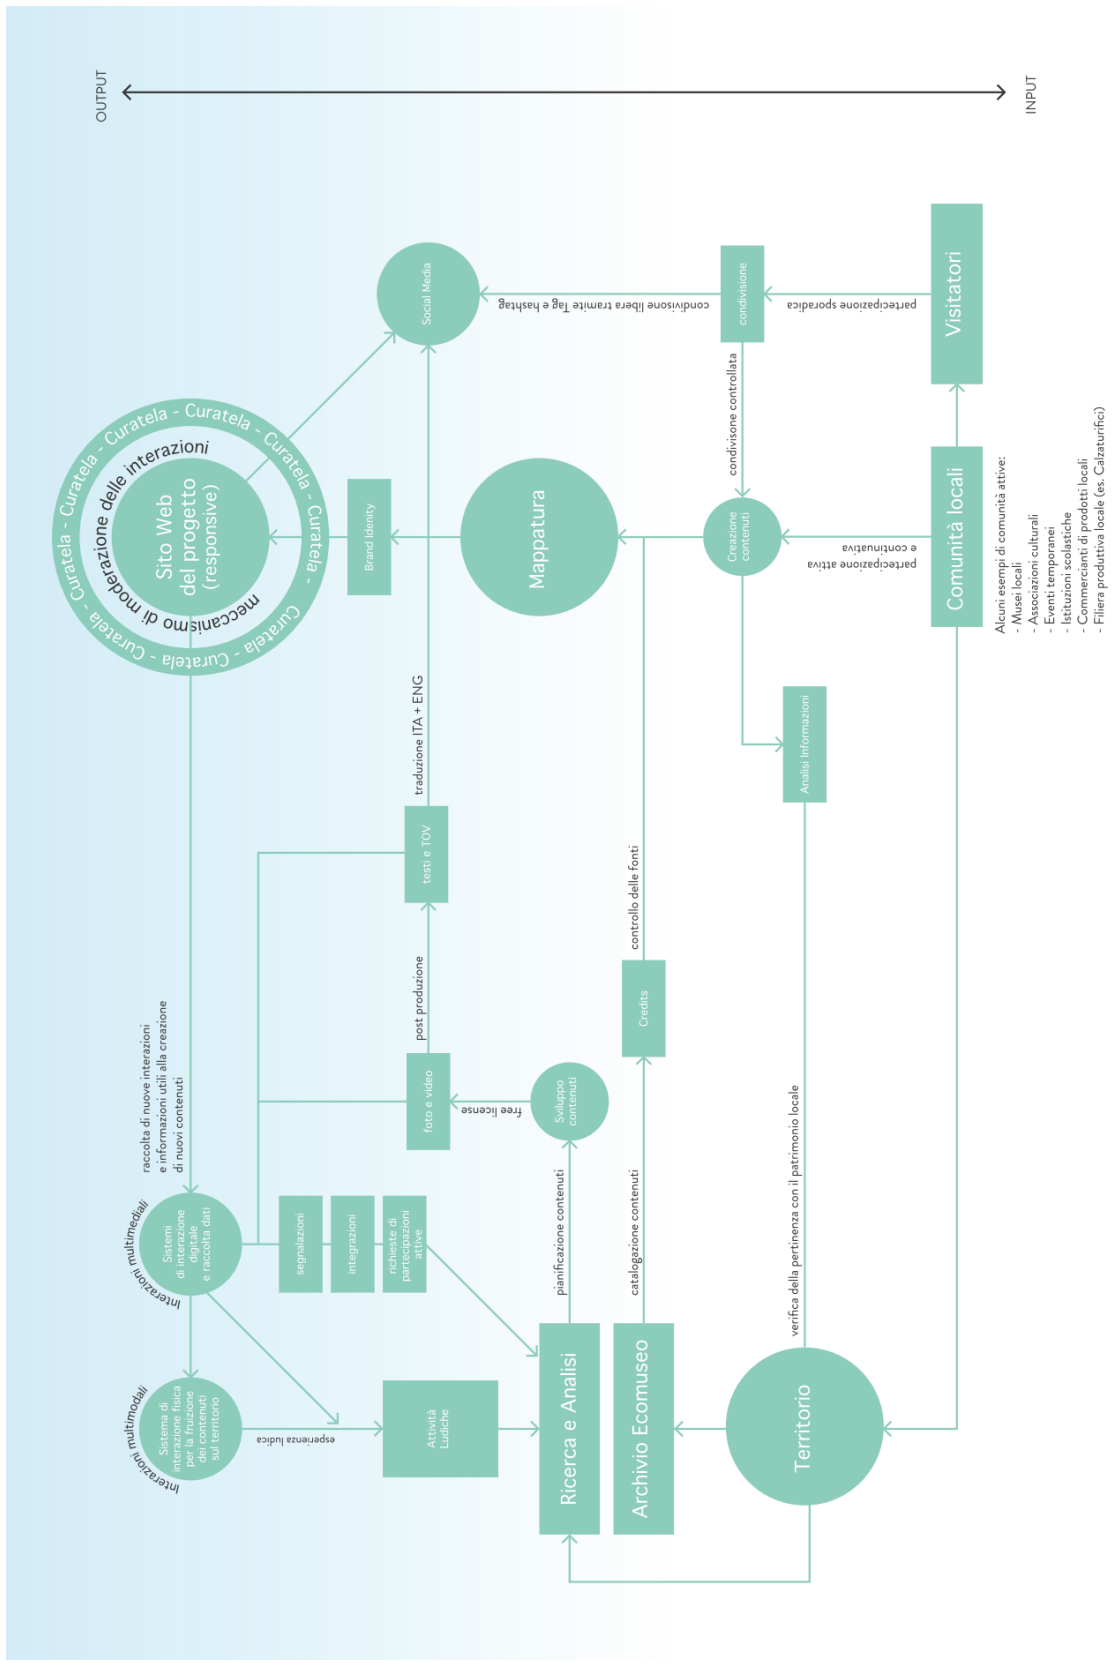 OUTPUT
INPUT
Curatela - Curatela - Curatela - Curatela - Curatela - Curatela - Curatela - Curatela -
meccanismo di moderazione delle interazioni
Sito Web
del progetto
(responsive)
Social Media
condivisone libera tramite Tag e hashtag
condivisione
partecipazione sporadica
Visitatori
Brand Idenity
Mappatura
condivisone controllata
Creazione
contenuti
partecipazione attiva
e continuativa
Comunità locali
Alcuni esempi di comunità attive:
- Musei locali
- Associazioni culturali
- Eventi temporanei
- Istituzioni scolastiche
- Commercianti di prodotti locali
- Filiera produttiva locale (es. Calzaturifici)
traduzione ITA + ENG
testi e TOV
Analisi Informazioni
controllo delle fonti
post produzione
Credits
raccolta di nuove interazioni
e informazioni utili alla creazione
di nuovi contenuti
foto e video
free license
Sviluppo
contenuti
Interazioni multimediali
Sistemi
di interazione
digitale
e raccolta dati
segnalazioni
integrazioni
richieste di
partecipazioni
attive
pianificazione contenuti
catalogazione contenuti
verifica della pertinenza con il patrimonio locale
Interazioni multimodali
Sistema di
interazione fisica
per la fruizione
dei contenuti
sul territorio
esperienza ludica
Attività
Ludiche
Ricerca e Analisi
Archivio Ecomuseo
Territorio